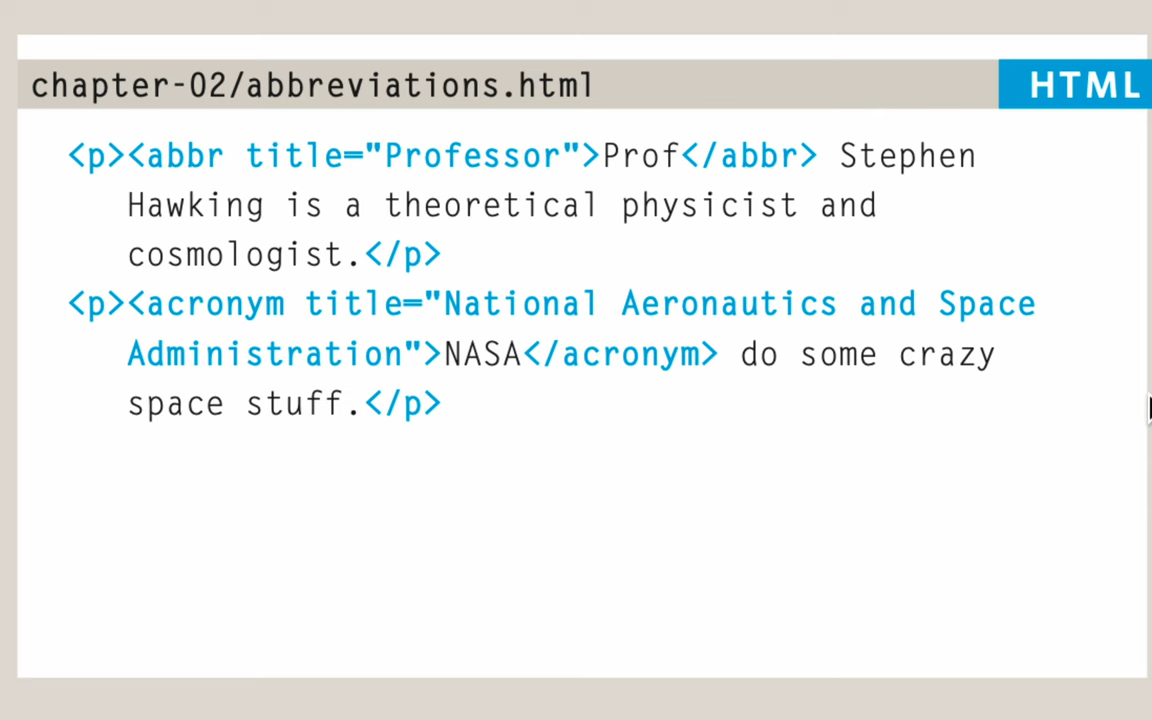 chapter-02/abbreviations.html
HTML
<p><abbr title="Professor">Prof</abbr> Stephen
Hawking is a theoretical physicist and
cosmologist.</p>
<p><acronym title="National Aeronautics and Space
Administration">NASA</acronym> do some crazy
space stuff.</p>